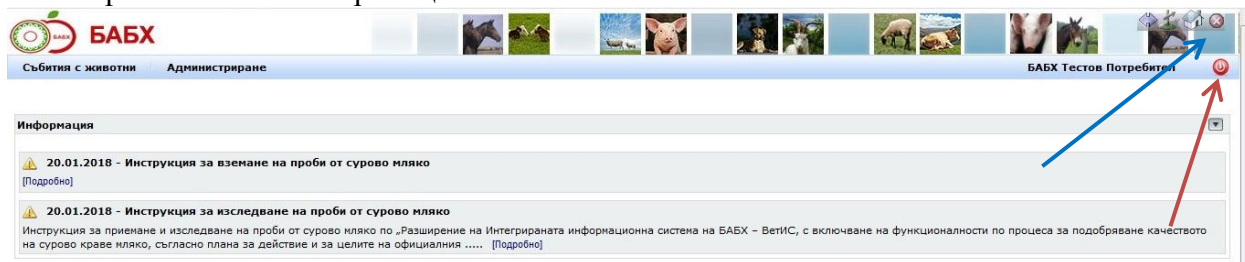 БАБХ
БАБХ
Събития с животни Администриране БАБХ Тестов Потребител
Информация
20.01.2018 - Инструкция за вземане на проби от сурово мляко
[Подробно]
20.01.2018 - Инструкция за изследване на проби от сурово мляко
Инструкция за приемане и изследване на проби от сурово мляко по „Разширение на Интегрираната информационна система на БАБХ – ВетИС, с включване на функционалности по процеса за подобряване качеството
на сурово краве мляко, съгласно плана за действие и за целите на официалния ..... [Подробно]